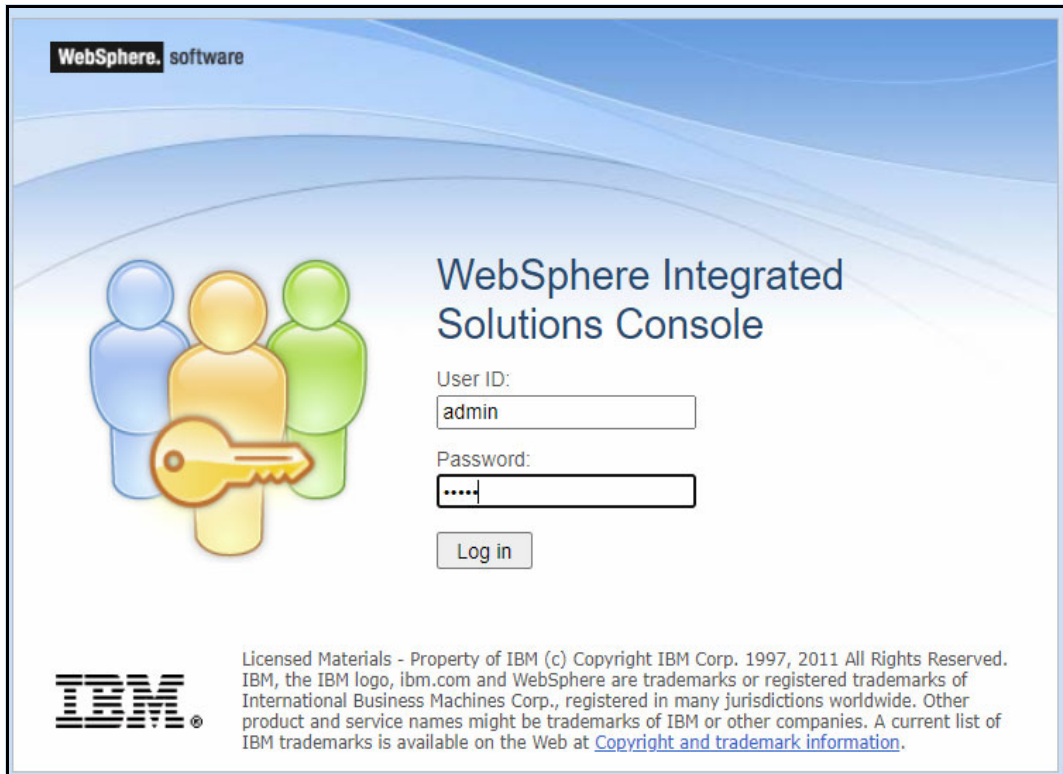 WebSphere. software
WebSphere Integrated
Solutions Console
User ID:
admin
Password:
•••••
Log in
Licensed Materials - Property of IBM (c) Copyright IBM Corp. 1997, 2011 All Rights Reserved.
IBM, the IBM logo, ibm.com and WebSphere are trademarks or registered trademarks of
International Business Machines Corp., registered in many jurisdictions worldwide. Other
product and service names might be trademarks of IBM or other companies. A current list of
IBM trademarks is available on the Web at Copyright and trademark information.
IBM®